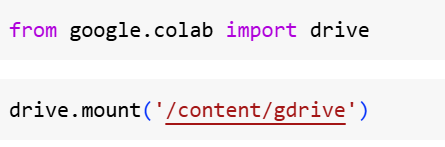 from google.colab import drive
drive.mount('/content/gdrive')